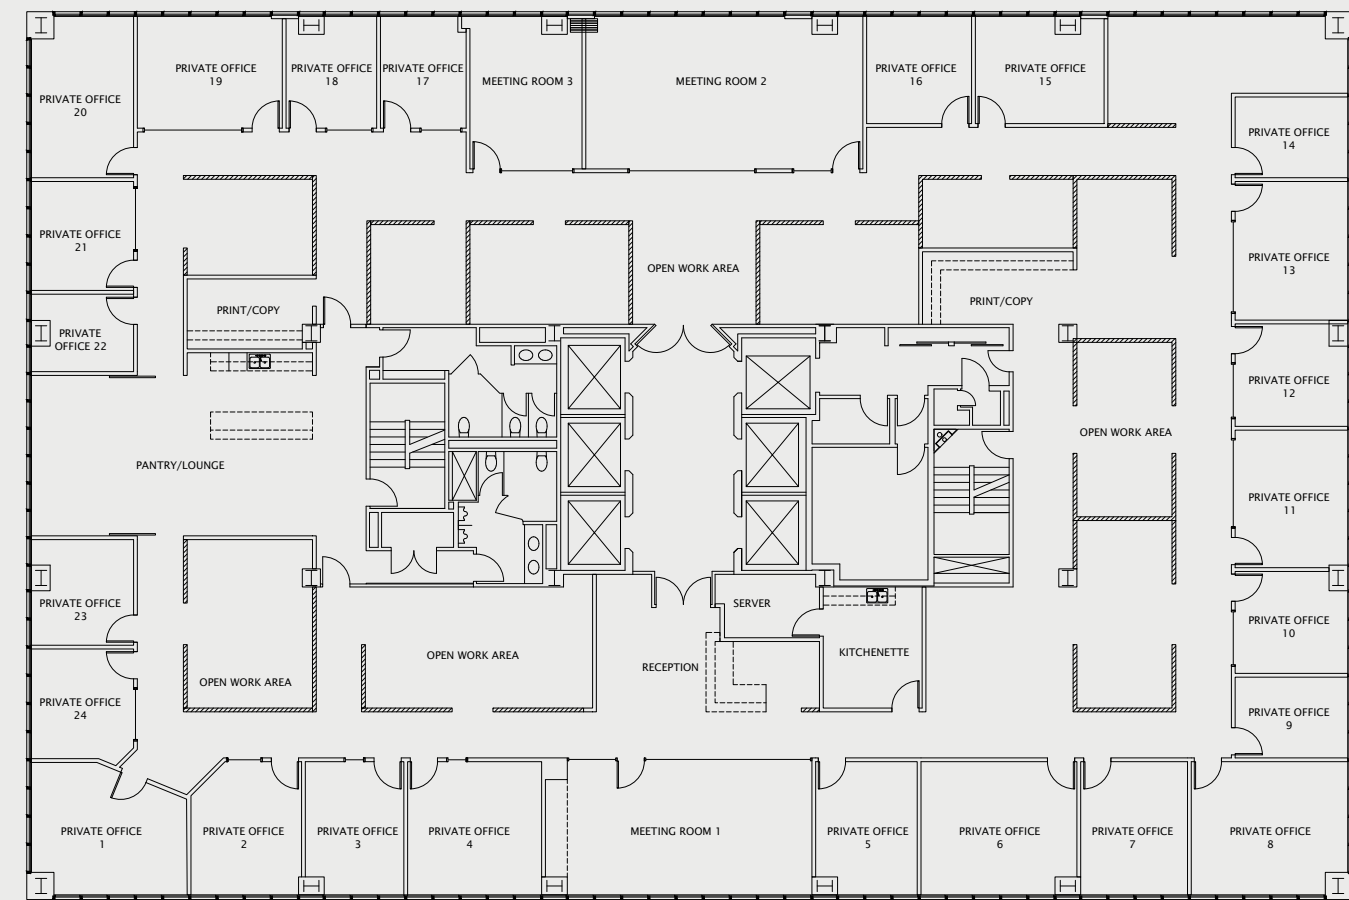 PRIVATE OFFICE
19
PRIVATE OFFICE
18
PRIVATE OFFICE
17
MEETING ROOM 3
MEETING ROOM 2
PRIVATE OFFICE
16
PRIVATE OFFICE
15
PRIVATE OFFICE
20
PRIVATE OFFICE
14
PRIVATE OFFICE
21
OPEN WORK AREA
PRIVATE OFFICE
13
PRINT/COPY
PRINT/COPY
PRIVATE
OFFICE 22
PRIVATE OFFICE
12
OPEN WORK AREA
PANTRY/LOUNGE
PRIVATE OFFICE
11
PRIVATE OFFICE
23
SERVER
PRIVATE OFFICE
10
OPEN WORK AREA
RECEPTION
KITCHENETTE
OPEN WORK AREA
PRIVATE OFFICE
24
PRIVATE OFFICE
9
PRIVATE OFFICE
1
PRIVATE OFFICE
2
PRIVATE OFFICE
3
PRIVATE OFFICE
4
MEETING ROOM 1
PRIVATE OFFICE
5
PRIVATE OFFICE
6
PRIVATE OFFICE
7
PRIVATE OFFICE
8